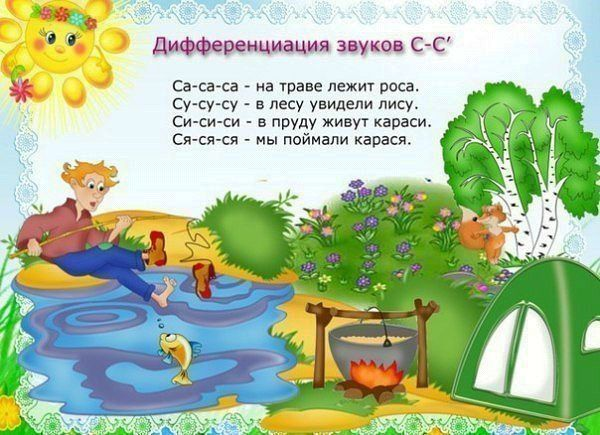 Дифференциация звуков С-С’
Са-са-са - на траве лежит роса.
Су-су-су - в лесу увидели лису.
Си-си-си - в пруду живут караси.
Ся-ся-ся - мы поймали карася.